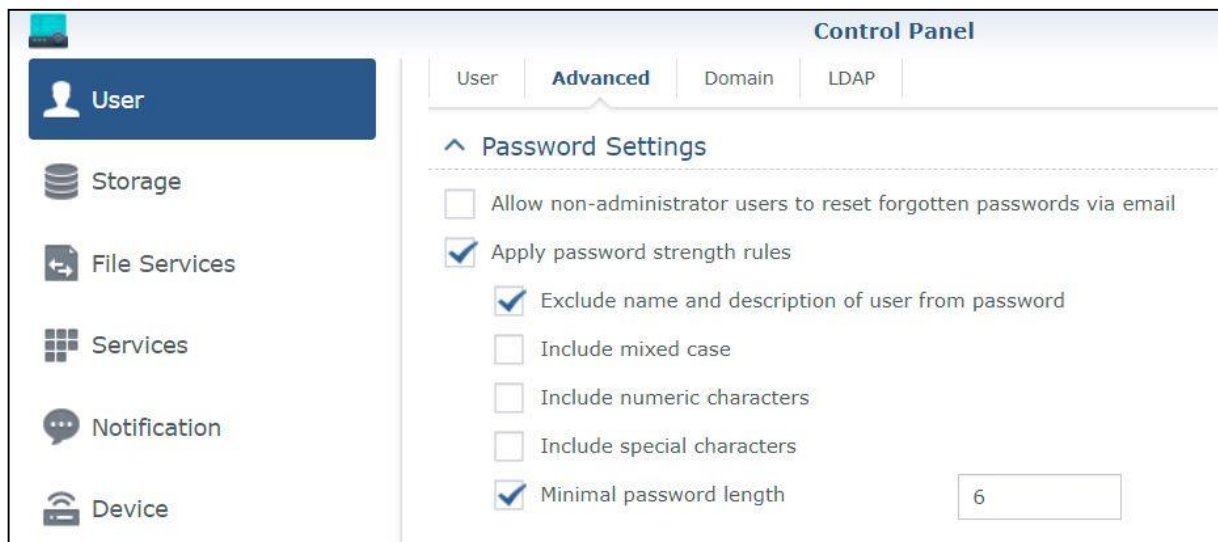 Control Panel
User
Storage
File Services
Services
Notification
Device
User Advanced Domain LDAP
Password Settings
Allow non-administrator users to reset forgotten passwords via email
Apply password strength rules
Exclude name and description of user from password
Include mixed case
Include numeric characters
Include special characters
Minimal password length 6